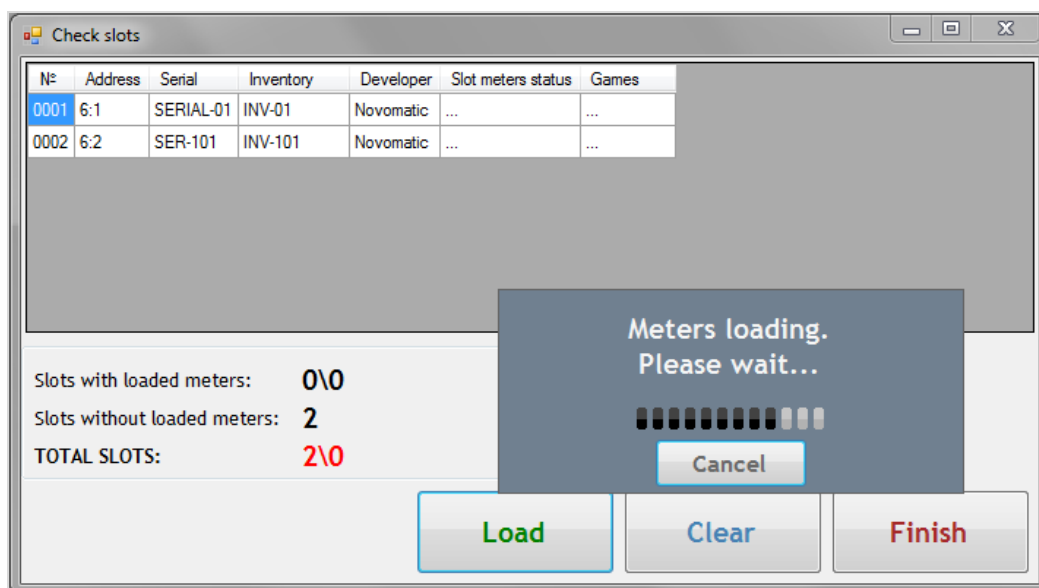 Check slots
№ Address Serial Inventory Developer Slot meters status Games
0001 6:1 SERIAL-01 INV-01 Novomatic ... ...
0002 6:2 SER-101 INV-101 Novomatic ... ...
Meters loading.
Please wait...
Cancel
Slots with loaded meters: 0\0
Slots without loaded meters: 2
TOTAL SLOTS: 2\0
Load Clear Finish